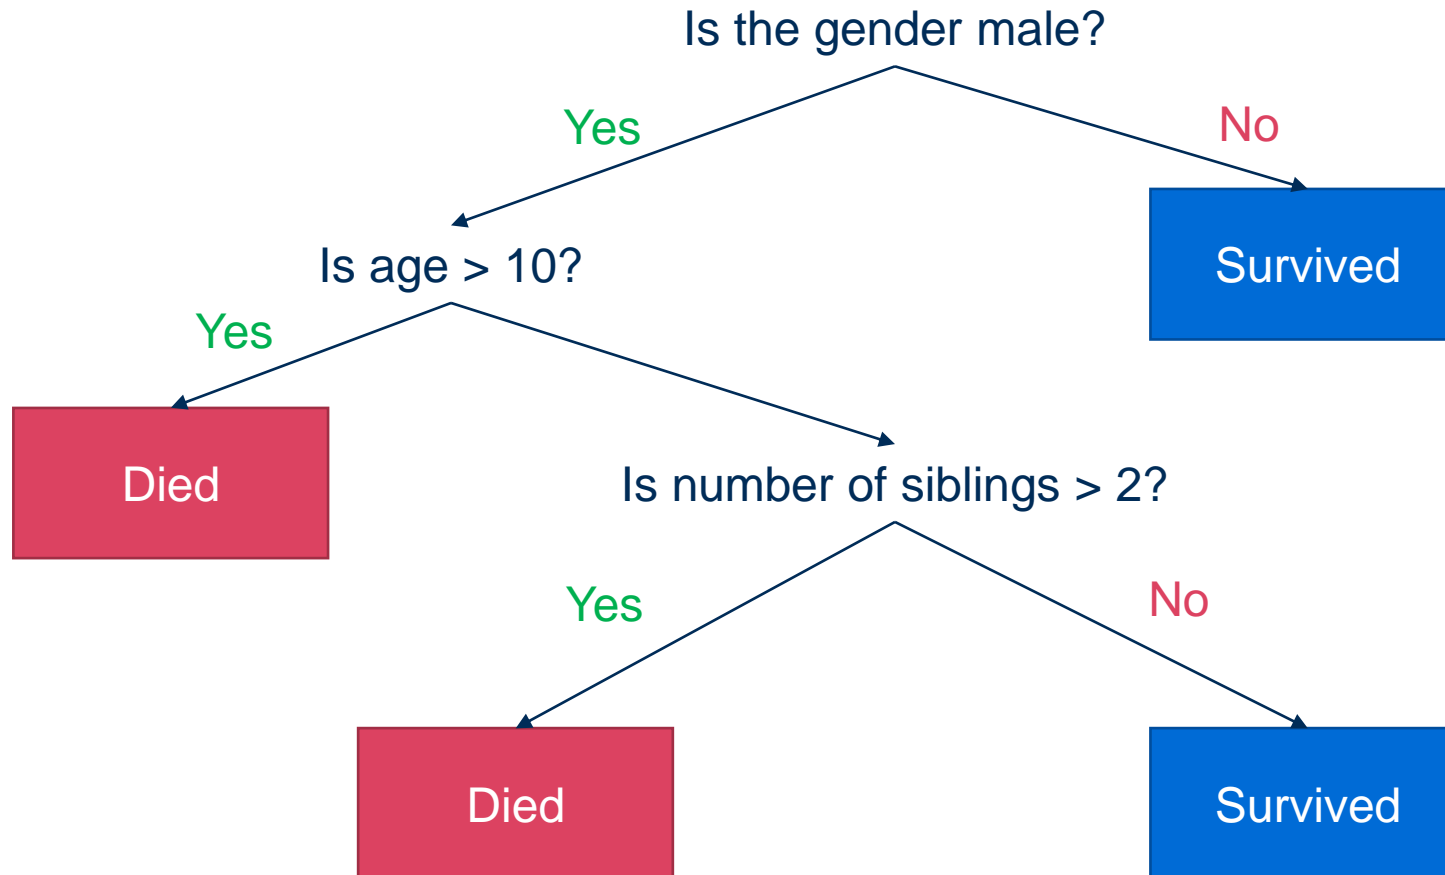 Is the gender male?
Yes
No
Is age > 10?
Survived
Yes
Died
Is number of siblings > 2?
Yes
No
Died
Survived